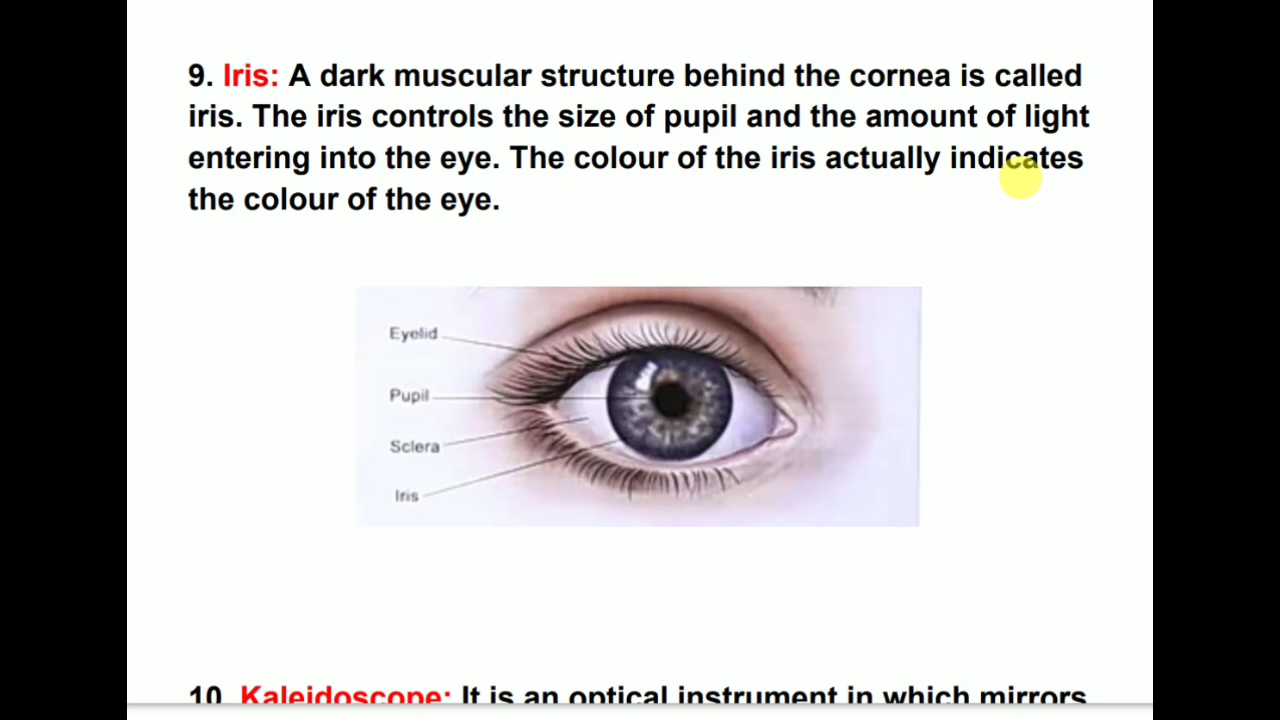 9. Iris: A dark muscular structure behind the cornea is called
iris. The iris controls the size of pupil and the amount of light
entering into the eye. The colour of the iris actually indicates
the colour of the eye.
Eyelid
Pupil
Sclera
Iris
10. Kaleidoscope: It is an optical instrument in which mirrors